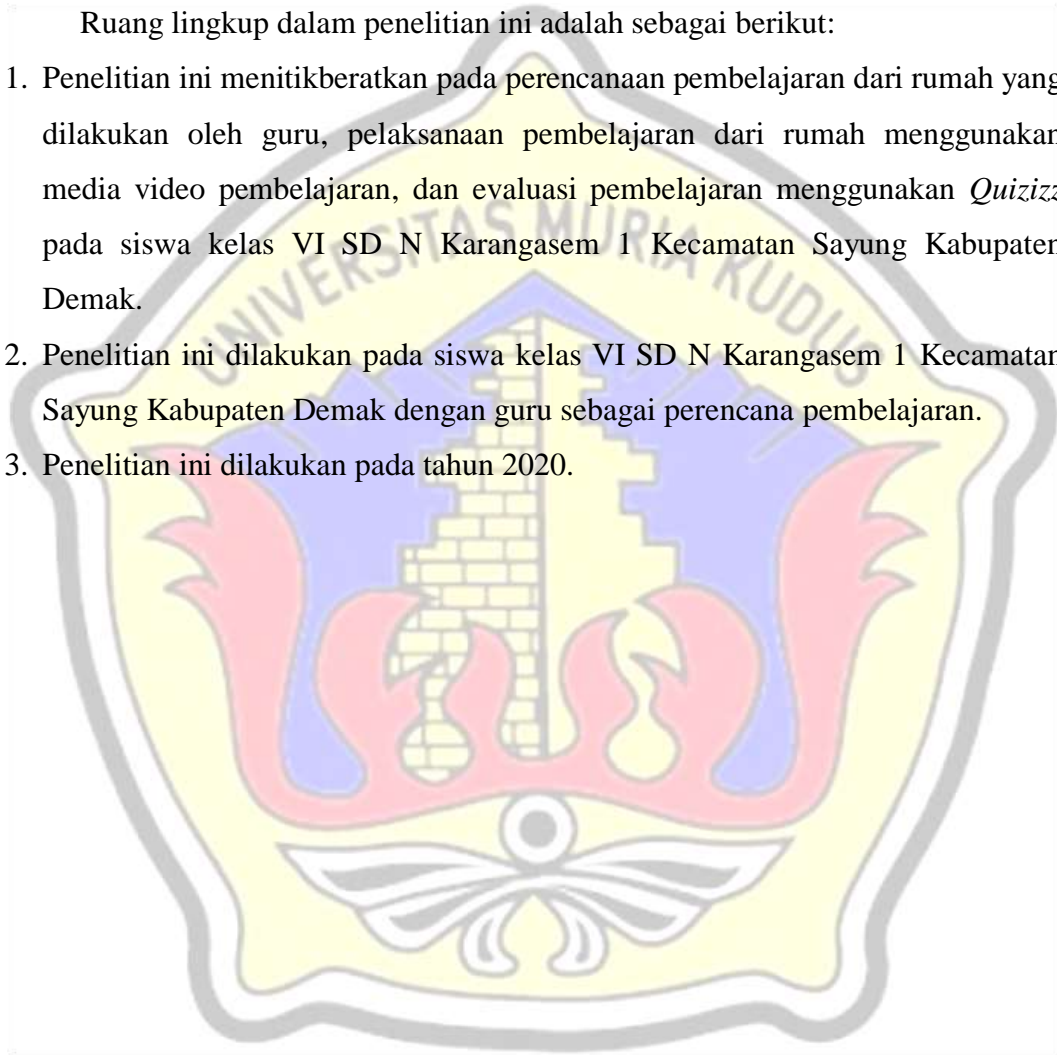 Ruang lingkup dalam penelitian ini adalah sebagai berikut:
1. Penelitian ini menitikberatkan pada perencanaan pembelajaran dari rumah yang
dilakukan oleh guru, pelaksanaan pembelajaran dari rumah menggunakan
media video pembelajaran, dan evaluasi pembelajaran menggunakan Quizizz
pada siswa kelas VI SD N Karangasem 1 Kecamatan Sayung Kabupaten
Demak.
2. Penelitian ini dilakukan pada siswa kelas VI SD N Karangasem 1 Kecamatan
Sayung Kabupaten Demak dengan guru sebagai perencana pembelajaran.
3. Penelitian ini dilakukan pada tahun 2020.
UNIVERSITAS MURIA KUDUS